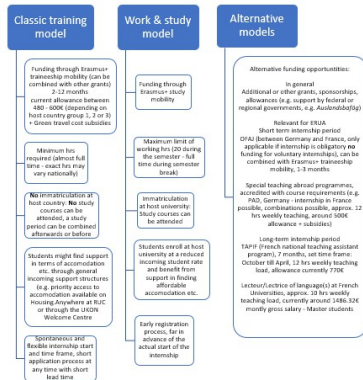 Classic training
model
Funding through Erasmus+
traineeship mobility (can be
combined with other grants)
2-12 months
current allowance between
480 - 600€ (depending on
host country group 1, 2 or 3)
+ Green travel cost subsidies
Minimum hrs
required (almost full
time - exact hrs may
vary nationally)
No immatriculation at
host country: No study
courses can be
attended, a study
period can be combined
afterwards or before
Students might find support
in terms of accomodation
etc. through general
incoming support structures
(e.g. priority access to
accomodation available on
Housing.Anywhere at RUC
or through the UKON
Welcome Centre
Spontaneous and
flexible internship start
and time frame, short
application process at
any time with short
lead time
Work & study
model
Funding through
Erasmus+ study
mobility
Maximum limit of
working hrs (20 during
the semester - full
time during semester
break)
Immatriculation
at host university:
Study courses can
be attended
Students enroll at host
university at a reduced
incoming student rate
and benefit from
support in finding
affordable
accomodation etc.
Early registration
process, far in
advance of the
actual start of the
internship
Alternative
models
Alternative funding opportuntities:
In general
Additional or other grants, sponsorships,
allowances (e.g. support by federal or
regional governments, e.g. Auslandsbafög)
Relevant for ERUA
Short term internship period
OFAJ (between Germany and France, only
applicable if internship is obligatory no
funding for voluntary internships), can be
combined with Erasmus+ internship
mobility, 1-3 months
Special teaching abroad programmes,
accredited with course requirements (e.g.
PAD, Germany - internship in France
possible, combinations possible, approx. 12
hrs weekly teaching, around 500€
allowance + subsidies)
Long-term internship period
TAPIF (French national teaching assistant
program), 7 months, set time frame:
October till April, 12 hrs weekly teaching
load, allowance currently 770€
Lecteur/Lectrice of language(s) at French
Universities, approx. 10 hrs weekly
teaching load, currently around 1486.32€
montly gross salary - Master students